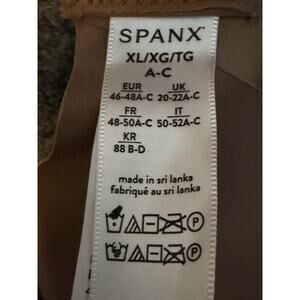 SPANX
XL/XG/TG
A-C
EUR UK
46-48A-C 20-22A-C
FR IT
48-50A-C 50-52A-C
KR
88 B-D
made in sri lanka
fabriqué au sri lanka
P
P